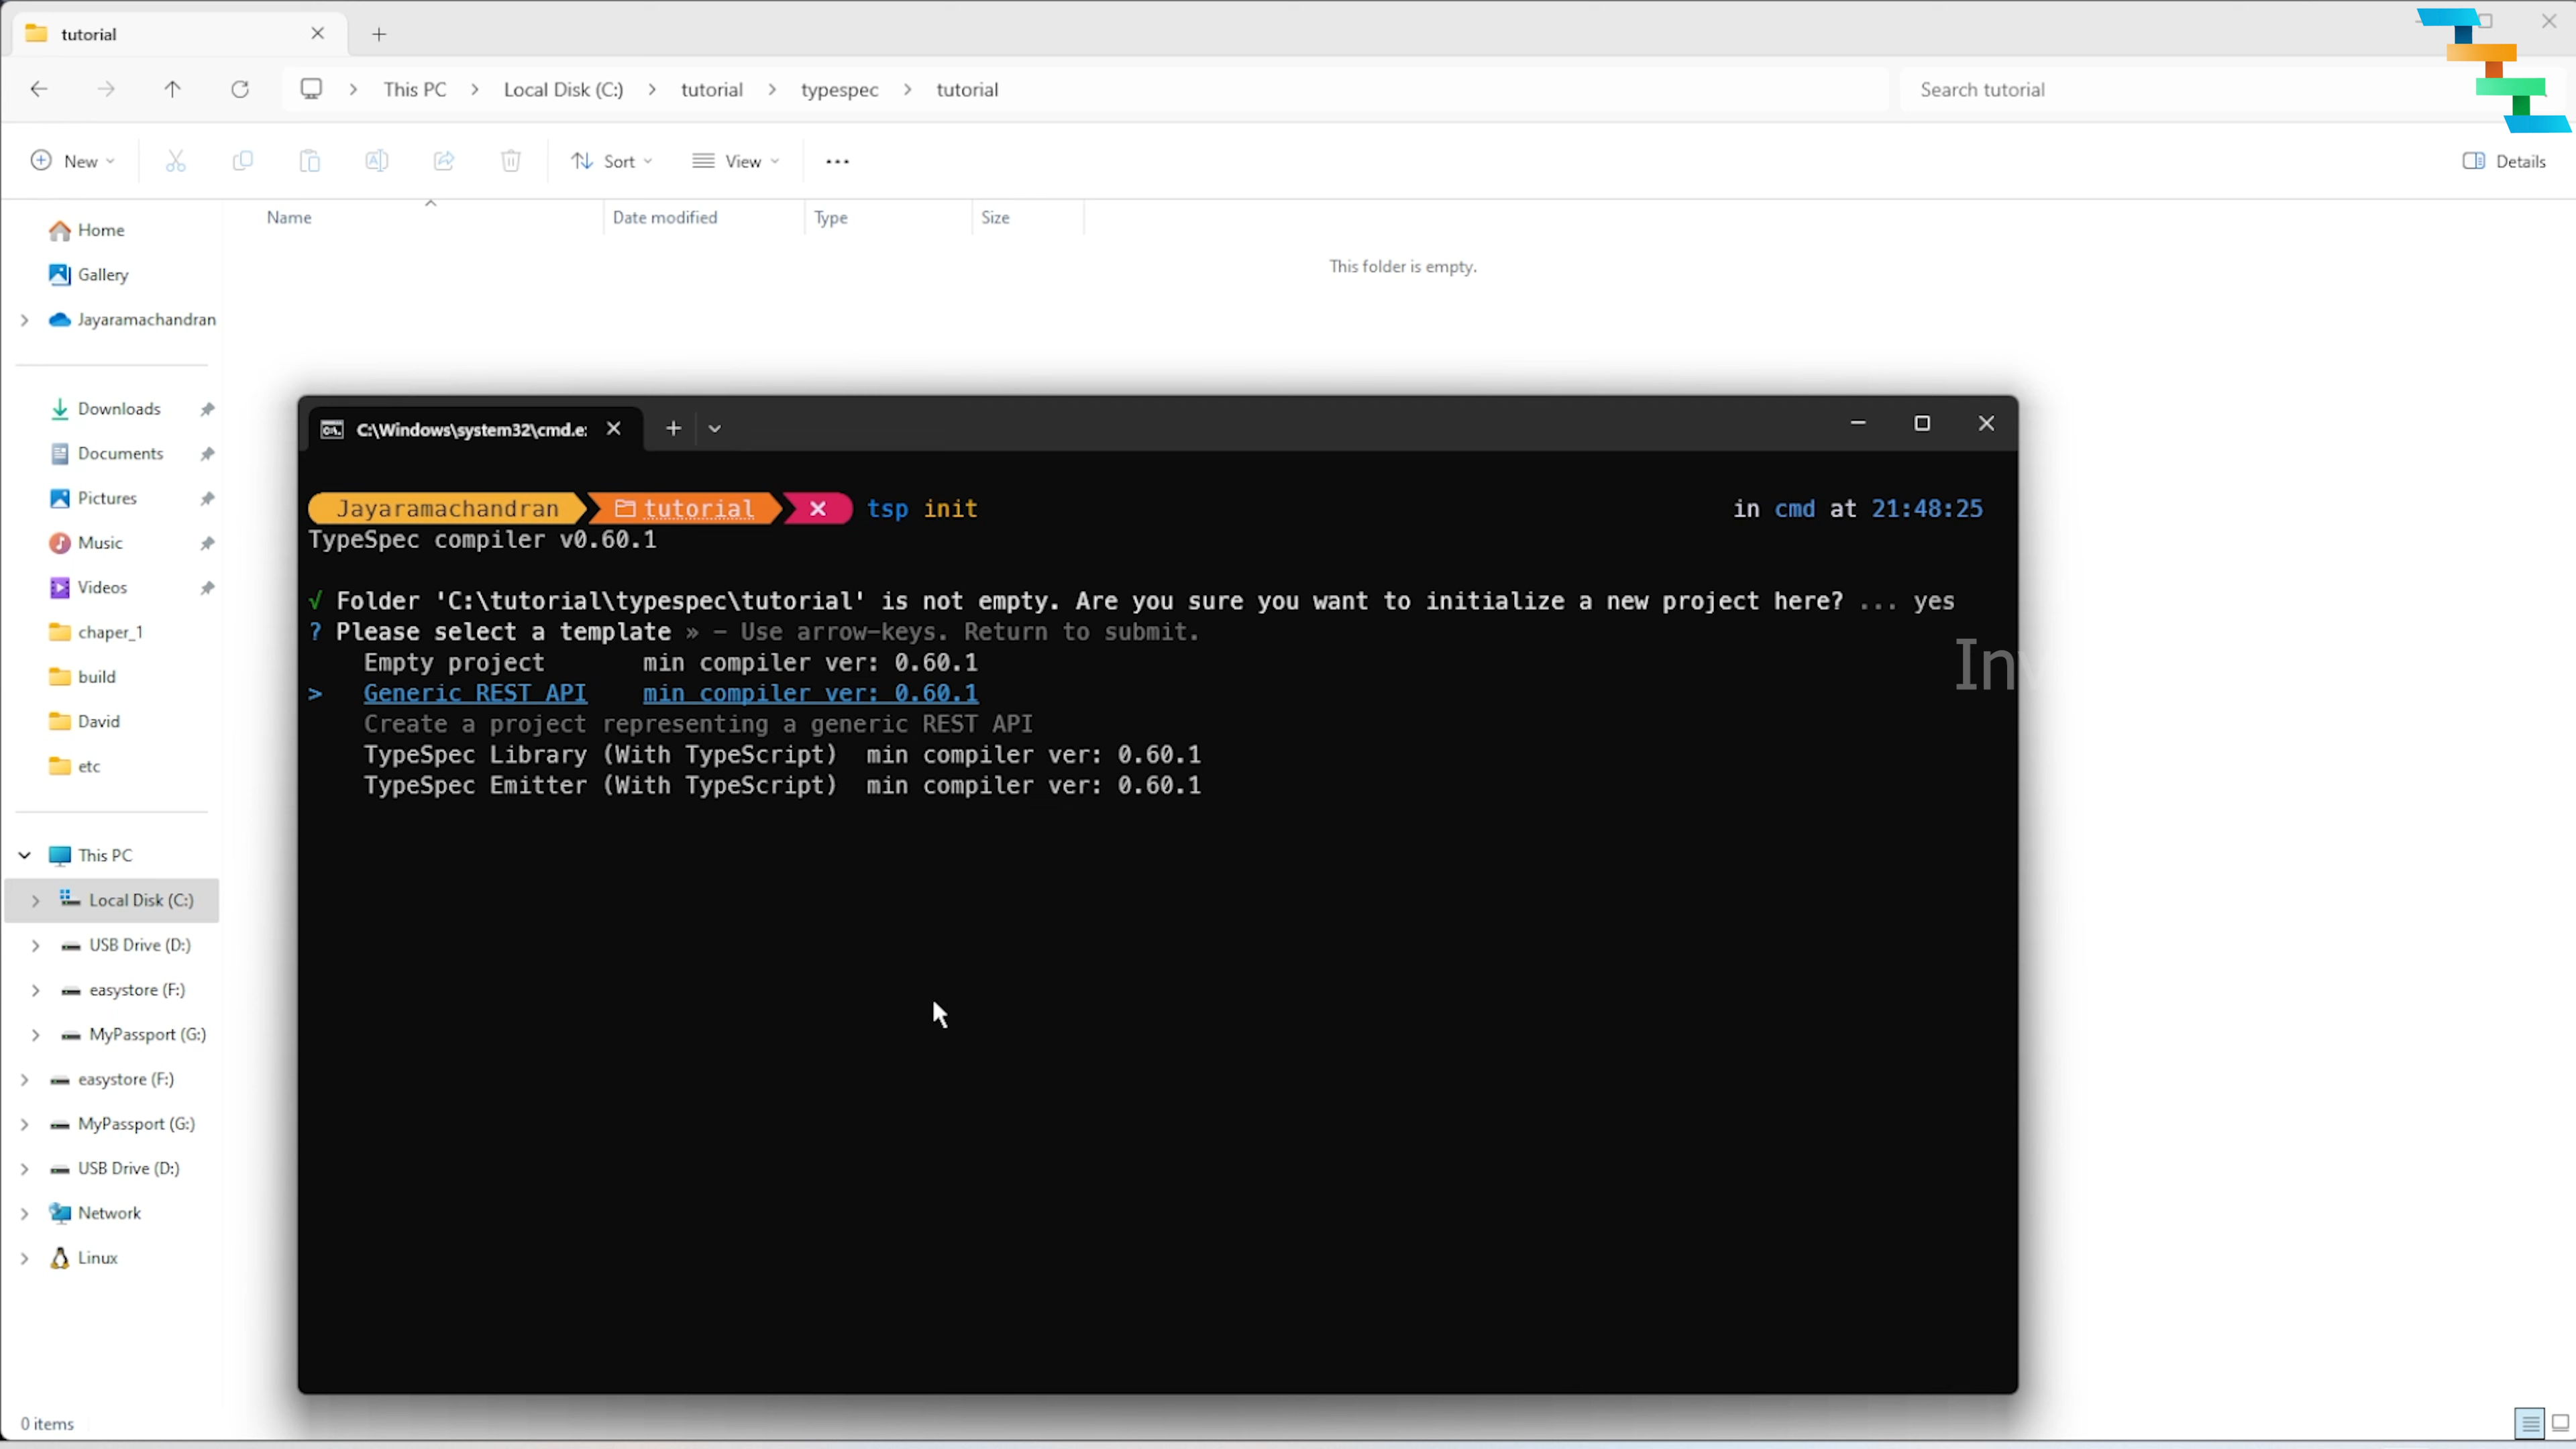 tutorial
This PC
Local Disk (C:)
tutorial
typespec
tutorial
Search tutorial
New
Sort
View
Details
Name
Date modified
Type
Size
This folder is empty.
Home
Gallery
Jayaramachandran
Downloads
Documents
Pictures
Music
Videos
chaper_1
build
David
etc
This PC
Local Disk (C:)
USB Drive (D:)
easystore (F:)
MyPassport (G:)
easystore (F:)
MyPassport (G:)
USB Drive (D:)
Network
Linux
0 items
C:\Windows\system32\cmd.e:
Jayaramachandran tutorial tsp init in cmd at 21:48:25
TypeSpec compiler v0.60.1
√ Folder 'C:\tutorial\typespec\tutorial' is not empty. Are you sure you want to initialize a new project here? ... yes
? Please select a template » - Use arrow-keys. Return to submit.
Empty project min compiler ver: 0.60.1
> Generic REST API min compiler ver: 0.60.1
Create a project representing a generic REST API
TypeSpec Library (With TypeScript) min compiler ver: 0.60.1
TypeSpec Emitter (With TypeScript) min compiler ver: 0.60.1